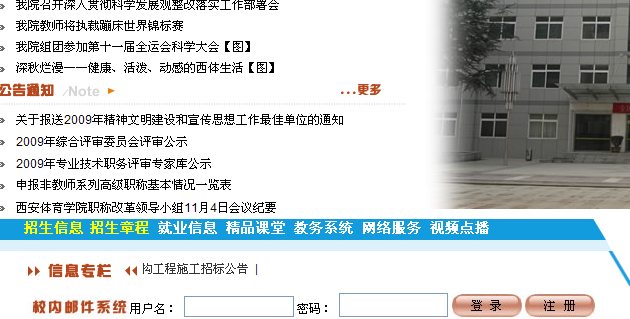 我院召开深入贯彻科学发展观整改落实工作部署会
我院教师将执裁蹦床世界锦标赛
我院组团参加第十一届全运会科学大会【图】
深秋烂漫——健康、活泼、动感的西体生活【图】
公告通知 /Note ...更多
关于报送2009年精神文明建设和宣传思想工作最佳单位的通知
2009年综合评审委员会评审公示
2009年专业技术职务评审专家库公示
申报非教师系列高级职称基本情况一览表
西安体育学院职称改革领导小组11月4日会议纪要
招生信息 招生章程 就业信息 精品课堂 教务系统 网络服务 视频点播
信息专栏 沟工程施工招标公告 |
校内邮件系统 用户名： 密码： 登 录 注 册